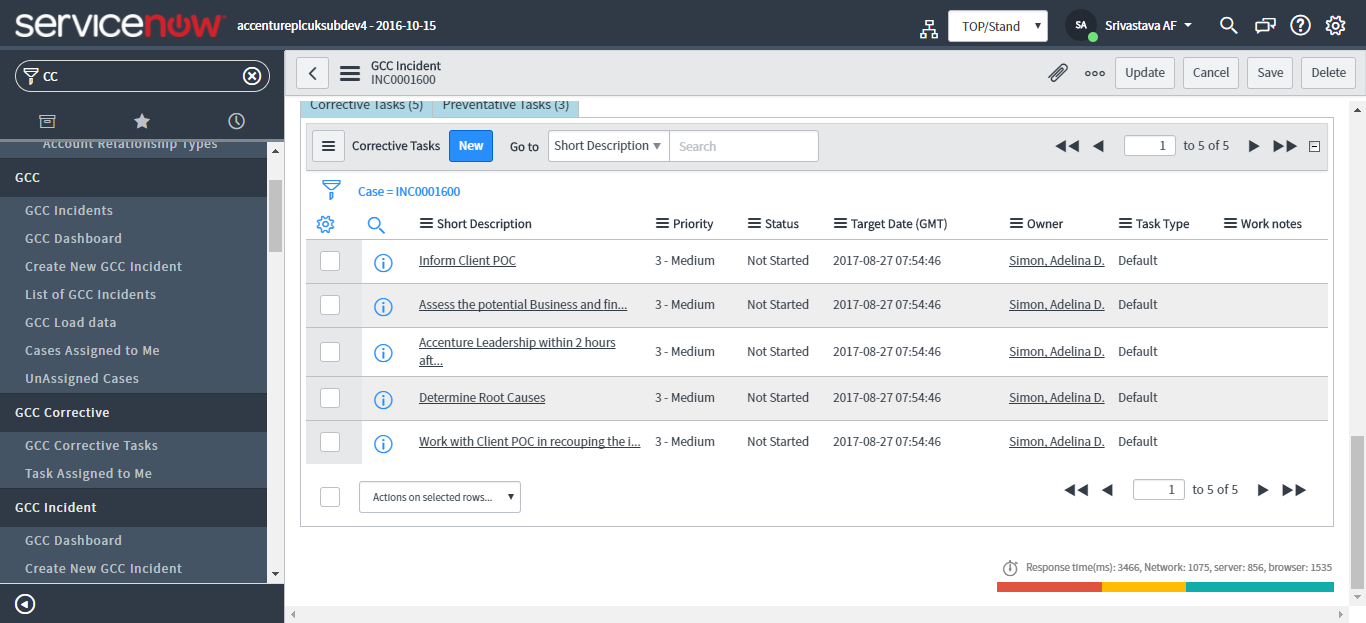 servicenow accentureplcuksubdev4 - 2016-10-15 TOP/Stand SA Srivastava AF
CC
Account Relationship Types
GCC
GCC Incidents
GCC Dashboard
Create New GCC Incident
List of GCC Incidents
GCC Load data
Cases Assigned to Me
UnAssigned Cases
GCC Corrective
GCC Corrective Tasks
Task Assigned to Me
GCC Incident
GCC Dashboard
Create New GCC Incident
GCC Incident
INC0001600
Update Cancel Save Delete
Corrective Tasks (5) Preventative Tasks (3)
Corrective Tasks New Go to Short Description Search 1 to 5 of 5
Case = INC0001600
Short Description Priority Status Target Date (GMT) Owner Task Type Work notes
Inform Client POC 3 - Medium Not Started 2017-08-27 07:54:46 Simon, Adelina D. Default
Assess the potential Business and fin... 3 - Medium Not Started 2017-08-27 07:54:46 Simon, Adelina D. Default
Accenture Leadership within 2 hours
aft... 3 - Medium Not Started 2017-08-27 07:54:46 Simon, Adelina D. Default
Determine Root Causes 3 - Medium Not Started 2017-08-27 07:54:46 Simon, Adelina D. Default
Work with Client POC in recouping the i... 3 - Medium Not Started 2017-08-27 07:54:46 Simon, Adelina D. Default
Actions on selected rows... 1 to 5 of 5
Response time(ms): 3466, Network: 1075, server: 856, browser: 1535